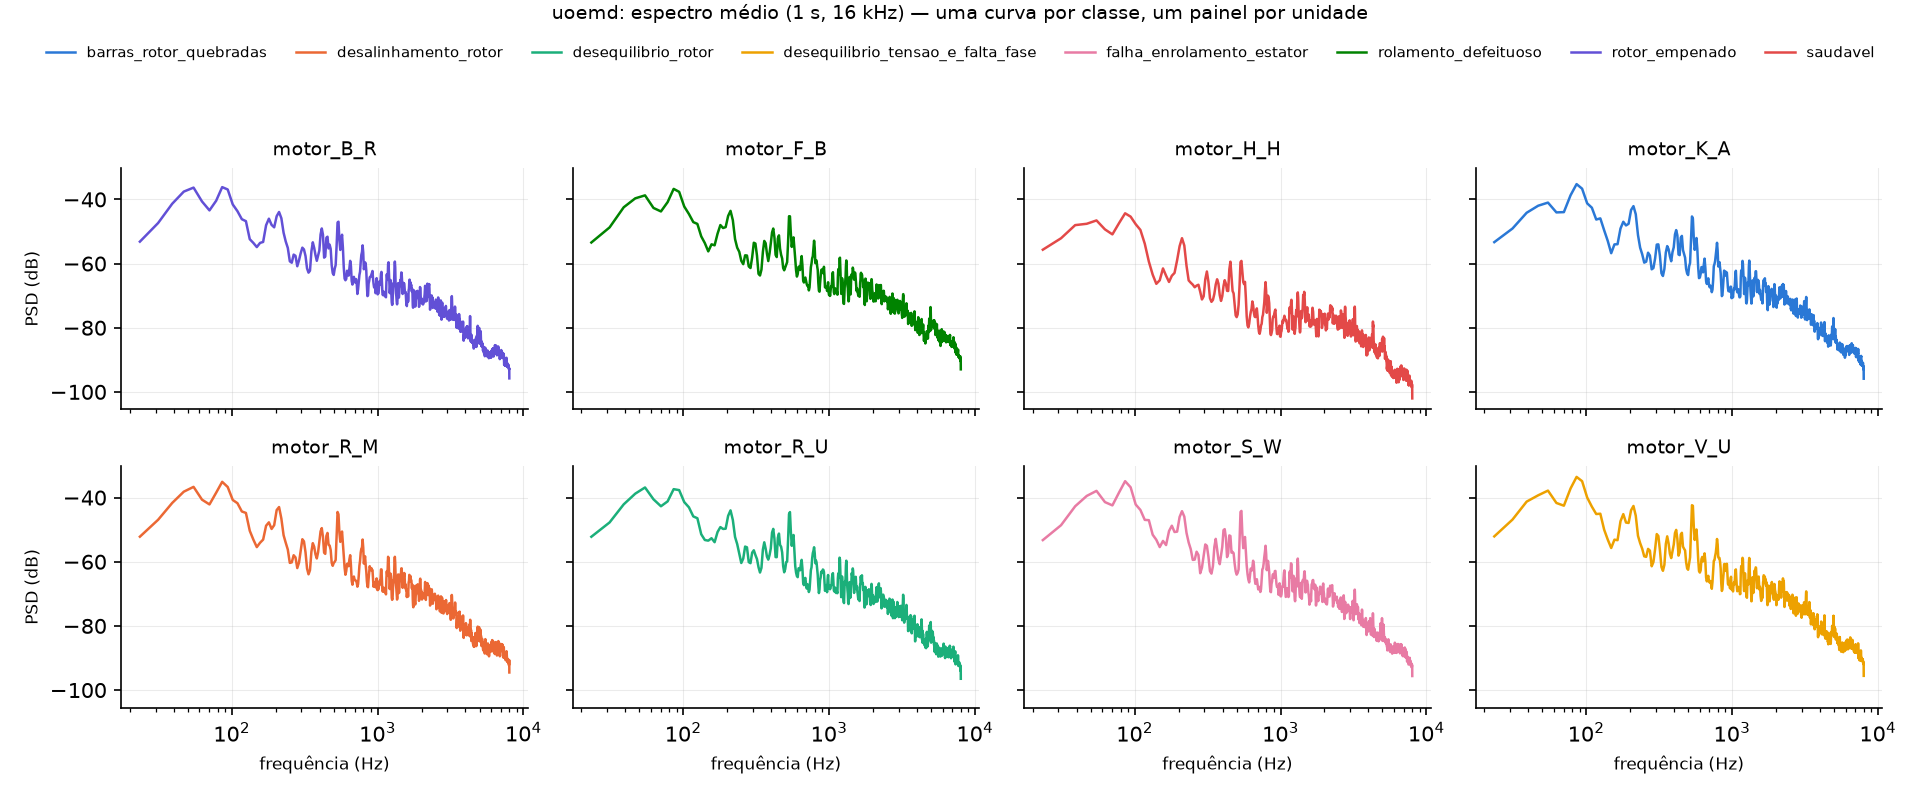 uoemd: espectro médio (1 s, 16 kHz) — uma curva por classe, um painel por unidade
barras_rotor_quebradas desalinhamento_rotor desequilibrio_rotor desequilibrio_tensao_e_falta_fase falha_enrolamento_estator rolamento_defeituoso rotor_empenado saudavel
motor_B_R motor_F_B motor_H_H motor_K_A
PSD (dB)
−40
−60
−80
−100
motor_R_M motor_R_U motor_S_W motor_V_U
PSD (dB)
−40
−60
−80
−100
10² 10³ 10⁴ 10² 10³ 10⁴ 10² 10³ 10⁴ 10² 10³ 10⁴
frequência (Hz) frequência (Hz) frequência (Hz) frequência (Hz)